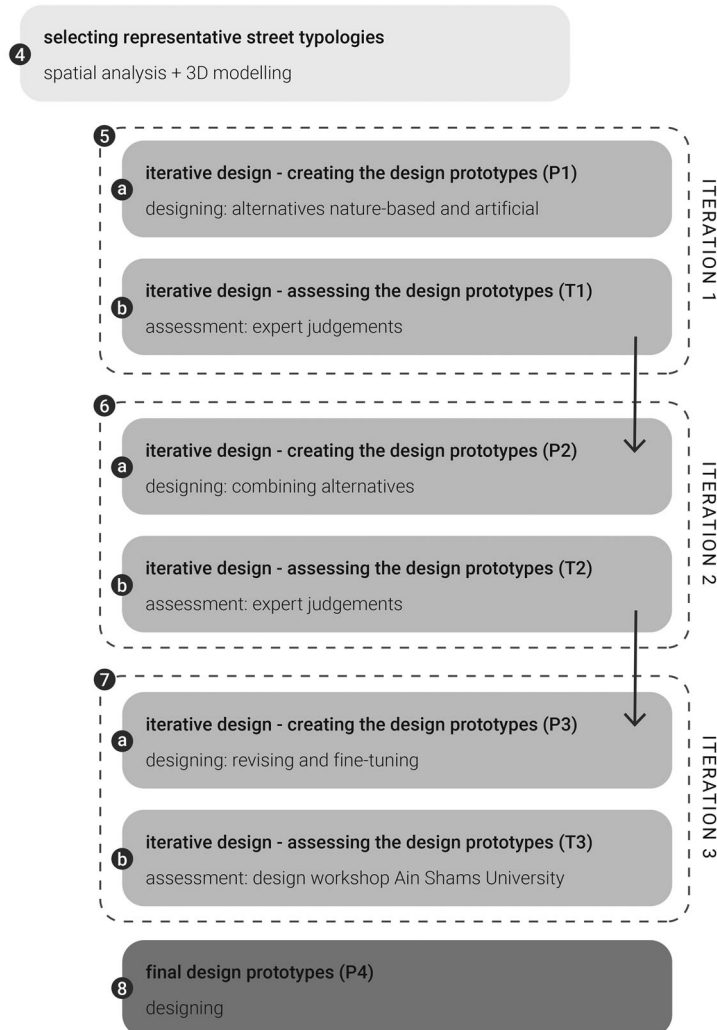 4
selecting representative street typologies
spatial analysis + 3D modelling
5
a
iterative design - creating the design prototypes (P1)
designing: alternatives nature-based and artificial
b
iterative design - assessing the design prototypes (T1)
assessment: expert judgements
ITERATION 1
6
a
iterative design - creating the design prototypes (P2)
designing: combining alternatives
b
iterative design - assessing the design prototypes (T2)
assessment: expert judgements
ITERATION 2
7
a
iterative design - creating the design prototypes (P3)
designing: revising and fine-tuning
b
iterative design - assessing the design prototypes (T3)
assessment: design workshop Ain Shams University
ITERATION 3
8
final design prototypes (P4)
designing